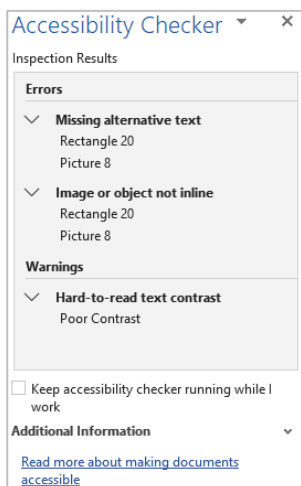 Accessibility Checker
Inspection Results
Errors
Missing alternative text
Rectangle 20
Picture 8
Image or object not inline
Rectangle 20
Picture 8
Warnings
Hard-to-read text contrast
Poor Contrast
Keep accessibility checker running while I
work
Additional Information
Read more about making documents
accessible